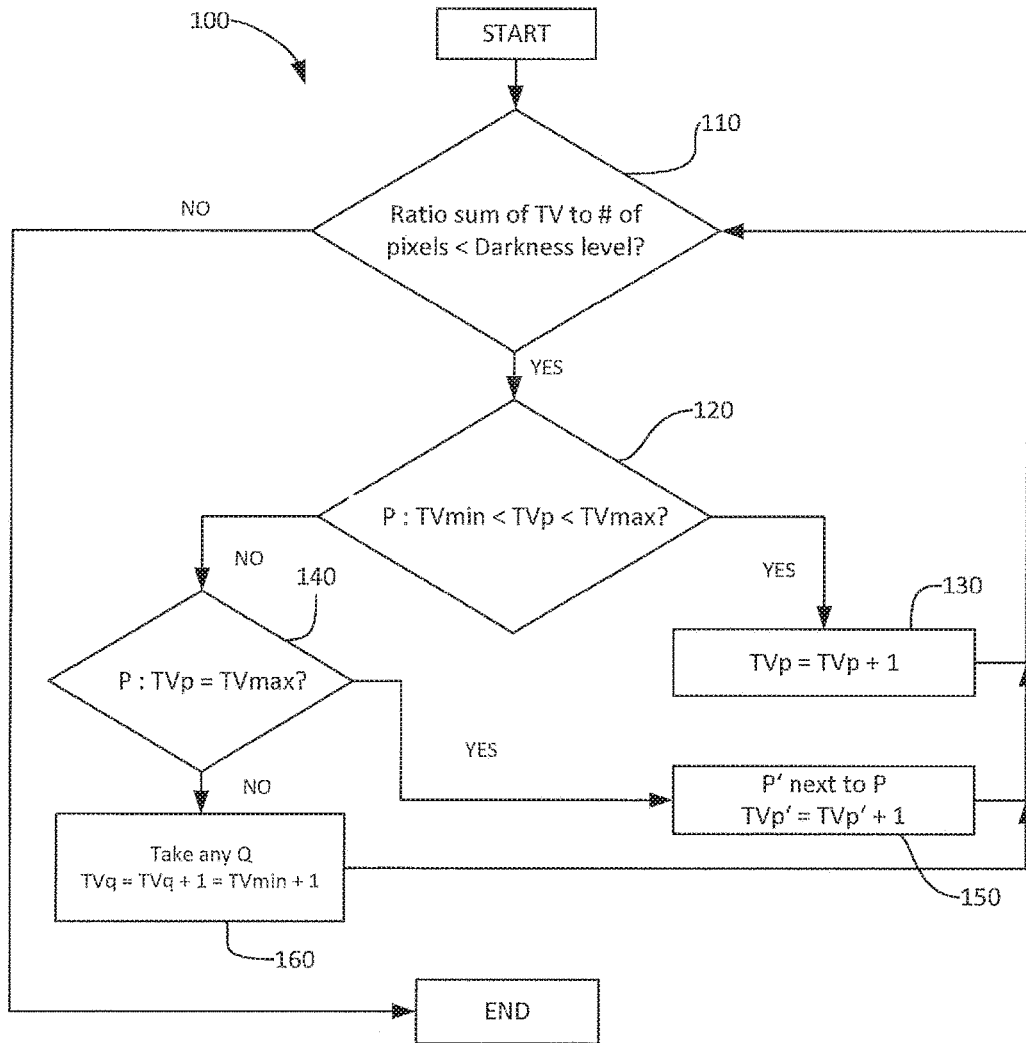 100
START
110
NO
Ratio sum of TV to # of
pixels < Darkness level?
YES
120
P : TVmin < TVp < TVmax?
NO
YES
140
130
P : TVp = TVmax?
TVp = TVp + 1
YES
NO
P' next to P
TVp' = TVp' + 1
Take any Q
TVq = TVq + 1 = TVmin + 1
150
160
END